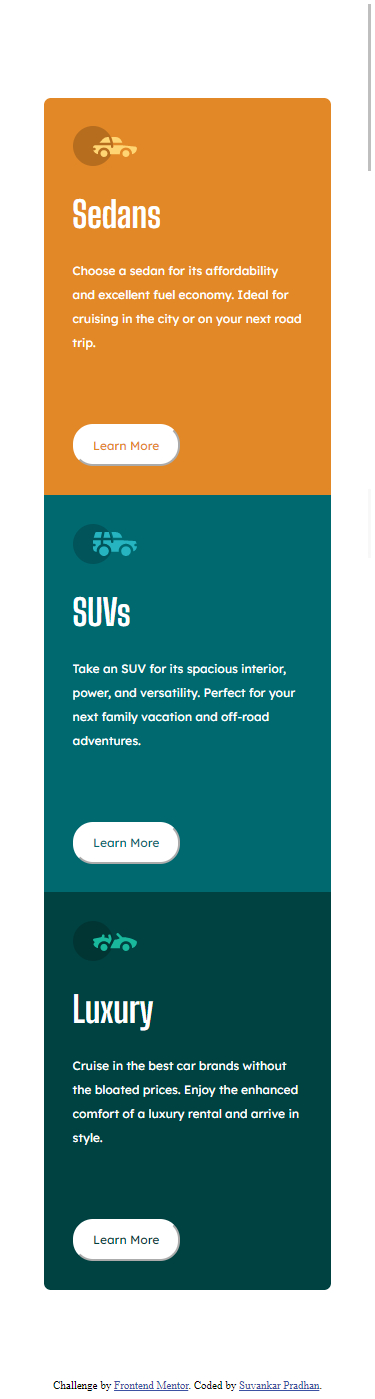 Sedans
Choose a sedan for its affordability
and excellent fuel economy. Ideal for
cruising in the city or on your next road
trip.
Learn More
SUVs
Take an SUV for its spacious interior,
power, and versatility. Perfect for your
next family vacation and off-road
adventures.
Learn More
Luxury
Cruise in the best car brands without
the bloated prices. Enjoy the enhanced
comfort of a luxury rental and arrive in
style.
Learn More
Challenge by Frontend Mentor. Coded by Suvankar Pradhan.